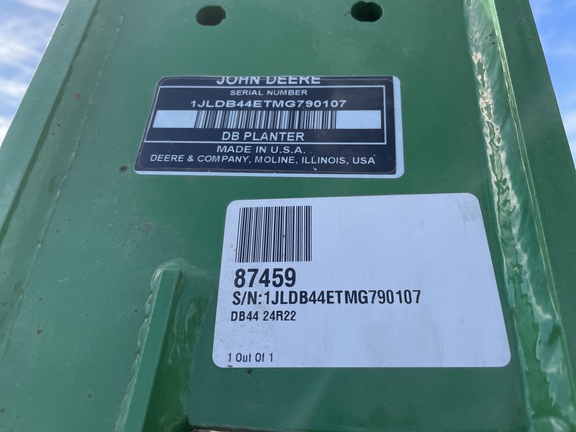 JOHN DEERE
SERIAL NUMBER
1JLDB44ETMG790107
DB PLANTER
MADE IN U.S.A.
DEERE & COMPANY, MOLINE, ILLINOIS, USA
87459
S/N:1JLDB44ETMG790107
DB44 24R22
1 Out Of 1